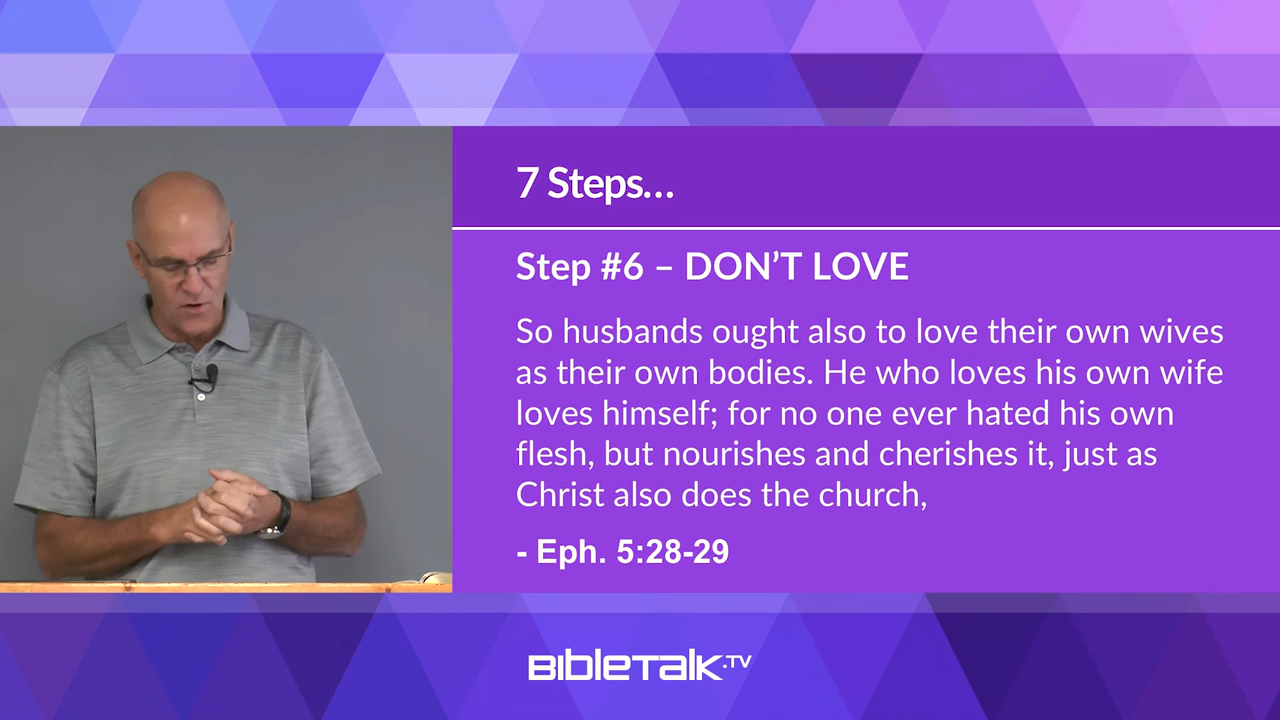 7 Steps...
Step #6 – DON’T LOVE
So husbands ought also to love their own wives
as their own bodies. He who loves his own wife
loves himself; for no one ever hated his own
flesh, but nourishes and cherishes it, just as
Christ also does the church,
- Eph. 5:28-29
BIBLETALK.TV